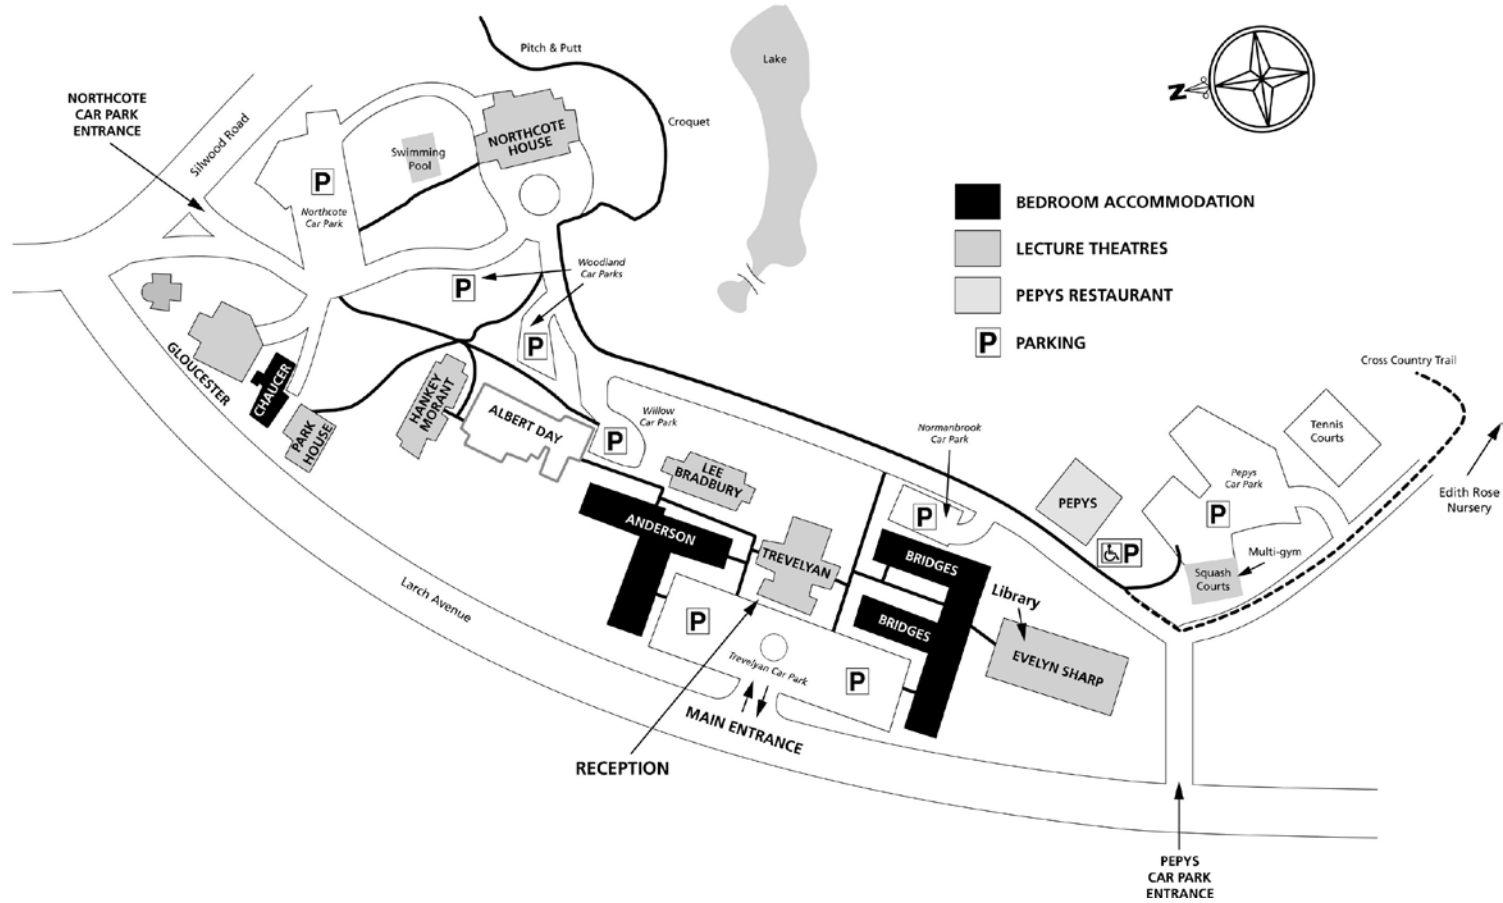 Pitch & Putt
Lake
N
NORTHCOTE
CAR PARK
ENTRANCE
Silwood Road
Croquet
NORTHCOTE
HOUSE
Swimming
Pool
P
Northcote
Car Park
BEDROOM ACCOMMODATION
LECTURE THEATRES
PEPYS RESTAURANT
P PARKING
Woodland
Car Parks
P
P
GLOUCESTER
CHAUCER
PARK
HOUSE
HANKEY
MORANT
ALBERT DAY
Willow
Car Park
P
LEE
BRADBURY
Normanbrook
Car Park
P
Cross Country Trail
Tennis
Courts
Pepys
Car Park
P
Edith Rose
Nursery
PEPYS
P
Multi-gym
Squash
Courts
ANDERSON
TREVELYAN
BRIDGES
BRIDGES
Library
EVELYN SHARP
Larch Avenue
P
Trevelyan Car Park
P
MAIN ENTRANCE
RECEPTION
PEPYS
CAR PARK
ENTRANCE